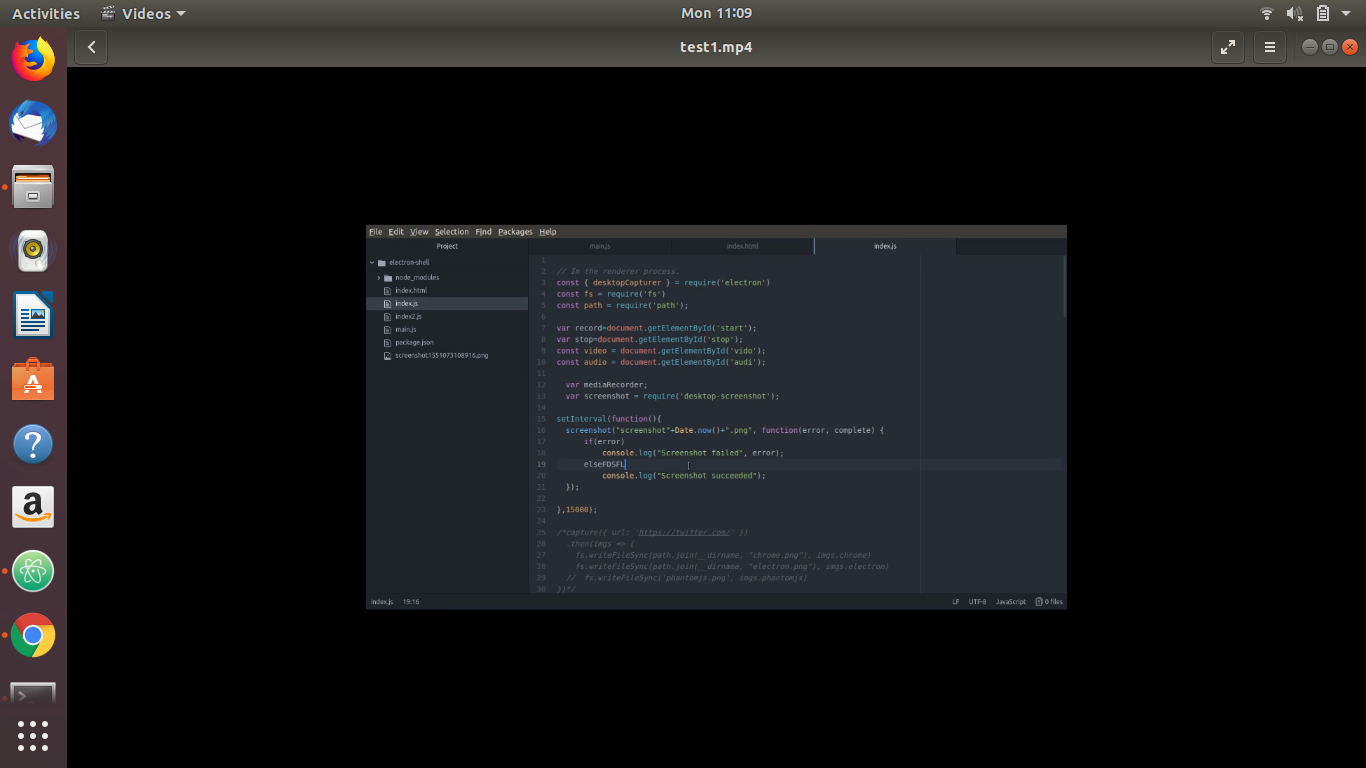 Activities Videos Mon 11:09
test1.mp4
File Edit View Selection Find Packages Help
Project main.js index.html index.js
electron-shell
node_modules
index.html
index.js
index2.js
main.js
package.json
screenshot1551073108916.png
1
2 // In the renderer process.
3 const { desktopCapturer } = require('electron')
4 const fs = require('fs')
5 const path = require('path');
6
7 var record=document.getElementById('start');
8 var stop=document.getElementById('stop');
9 const video = document.getElementById('vido');
10 const audio = document.getElementById('audi');
11
12 var mediaRecorder;
13 var screenshot = require('desktop-screenshot');
14
15 setInterval(function(){
16 screenshot("screenshot"+Date.now()+".png", function(error, complete) {
17 if(error)
18 console.log("Screenshot failed", error);
19 elseFDSFL
20 console.log("Screenshot succeeded");
21 });
22
23 },15000);
24
25 /*capture({ url: 'https://twitter.com/' })
26 .then(imgs => {
27 fs.writeFileSync(path.join(__dirname, "chrome.png"), imgs.chrome)
28 fs.writeFileSync(path.join(__dirname, "electron.png"), imgs.electron)
29 // fs.writeFileSync('phantomjs.png', imgs.phantomjs)
30 })*/
index.js 19:16 LF UTF-8 JavaScript 0 files